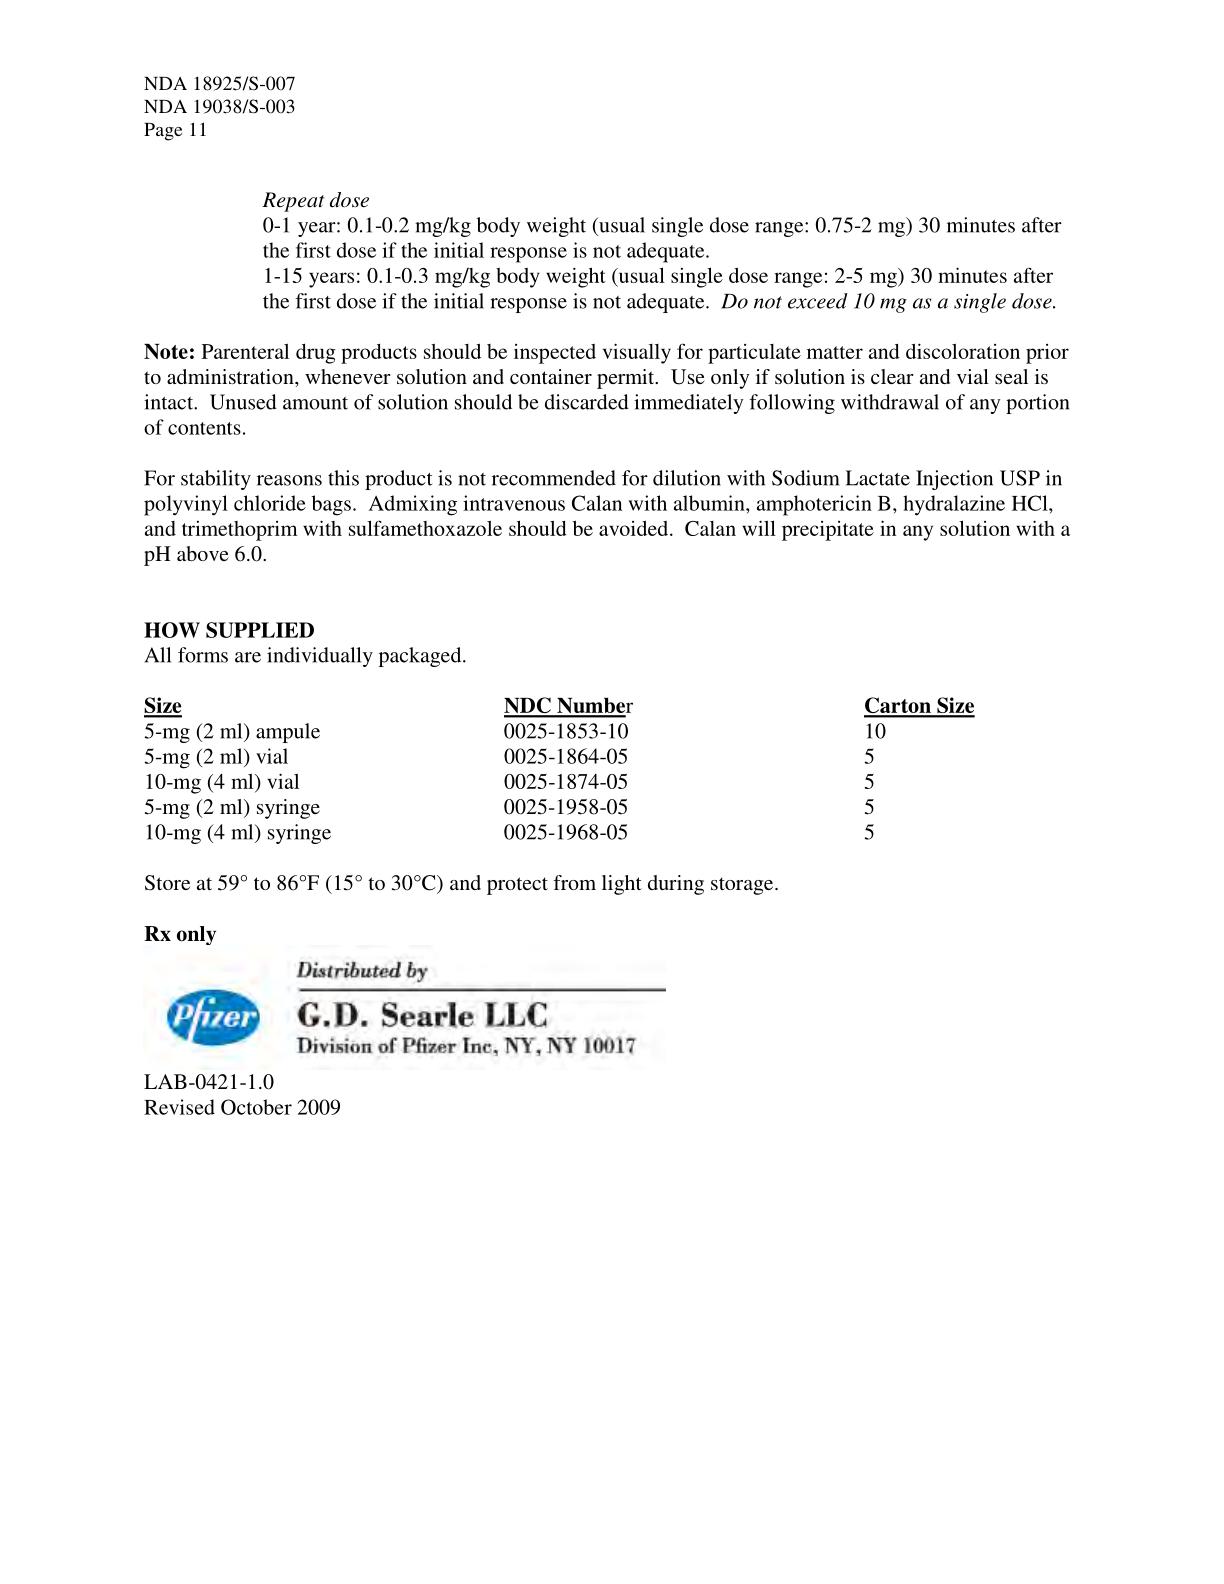 NDA 18925/S-007
NDA 19038/S-003
Page 11
Repeat dose
0-1 year: 0.1-0.2 mg/kg body weight (usual single dose range: 0.75-2 mg) 30 minutes after
the first dose if the initial response is not adequate.
1-15 years: 0.1-0.3 mg/kg body weight (usual single dose range: 2-5 mg) 30 minutes after
the first dose if the initial response is not adequate.  Do not exceed 10 mg as a single dose.
Note: Parenteral drug products should be inspected visually for particulate matter and discoloration prior
to administration, whenever solution and container permit.  Use only if solution is clear and vial seal is
intact.  Unused amount of solution should be discarded immediately following withdrawal of any portion
of contents.
For stability reasons this product is not recommended for dilution with Sodium Lactate Injection USP in
polyvinyl chloride bags.  Admixing intravenous Calan with albumin, amphotericin B, hydralazine HCl,
and trimethoprim with sulfamethoxazole should be avoided.  Calan will precipitate in any solution with a
pH above 6.0.
HOW SUPPLIED
All forms are individually packaged.
Size NDC Number Carton Size
5-mg (2 ml) ampule 0025-1853-10 10
5-mg (2 ml) vial 0025-1864-05 5
10-mg (4 ml) vial 0025-1874-05 5
5-mg (2 ml) syringe 0025-1958-05 5
10-mg (4 ml) syringe 0025-1968-05 5
Store at 59° to 86°F (15° to 30°C) and protect from light during storage.
Rx only
Distributed by
Pfizer G.D. Searle LLC
Division of Pfizer Inc, NY, NY 10017
LAB-0421-1.0
Revised October 2009